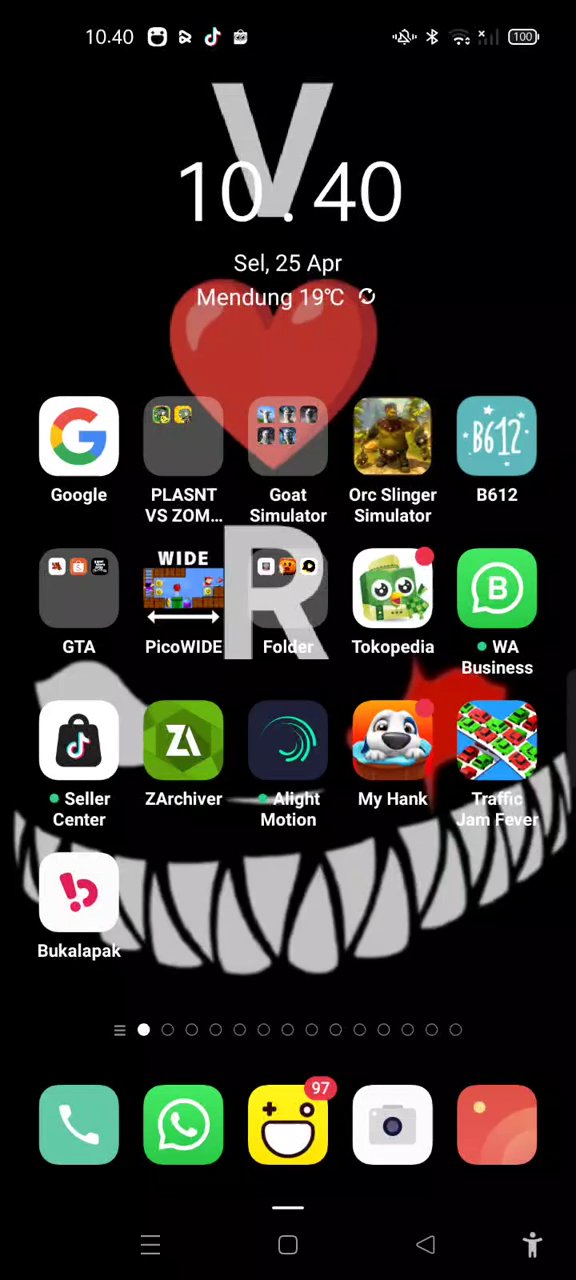 10.40
100
V
10.40
Sel, 25 Apr
Mendung 19℃
B612
Google
PLASNT VS ZOM...
Goat Simulator
Orc Slinger Simulator
B612
WIDE
R
B
GTA
PicoWIDE
Folder
Tokopedia
WA Business
ZA
Seller Center
ZArchiver
Alight Motion
My Hank
Traffic Jam Fever
Bukalapak
97